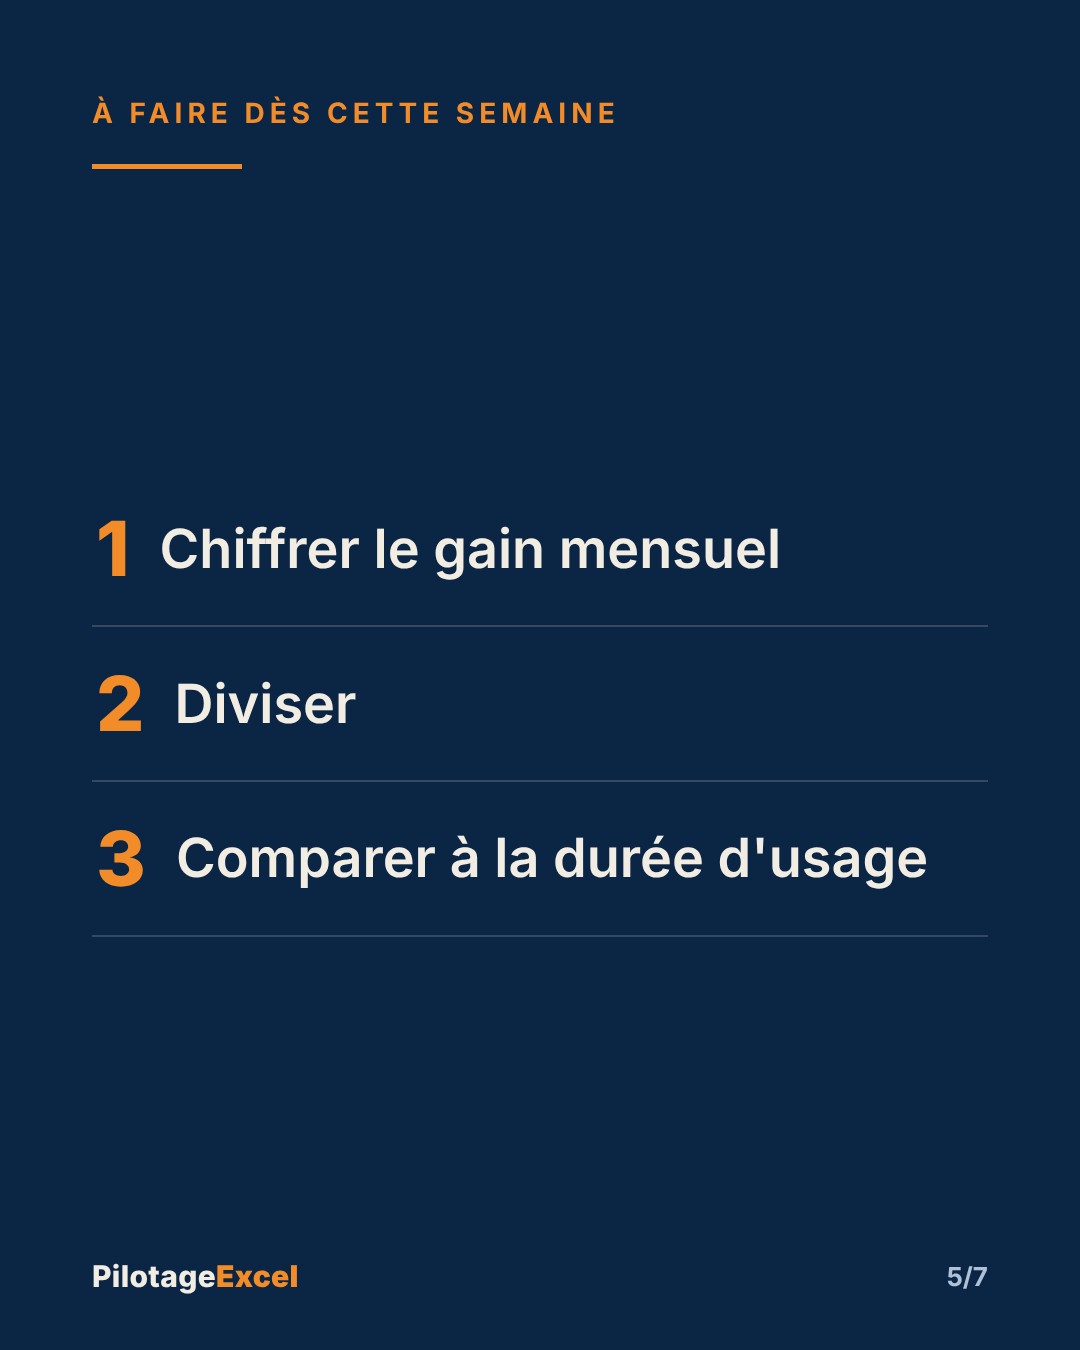 À FAIRE DÈS CETTE SEMAINE
1 Chiffrer le gain mensuel
2 Diviser
3 Comparer à la durée d'usage
PilotageExcel
5/7